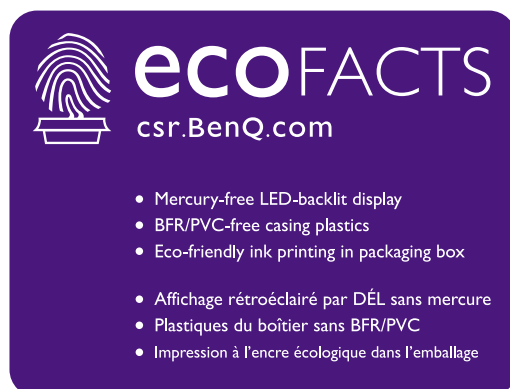 ecoFACTS
csr.BenQ.com
• Mercury-free LED-backlit display
• BFR/PVC-free casing plastics
• Eco-friendly ink printing in packaging box
• Affichage rétroéclairé par DÉL sans mercure
• Plastiques du boîtier sans BFR/PVC
• Impression à l'encre écologique dans l'emballage